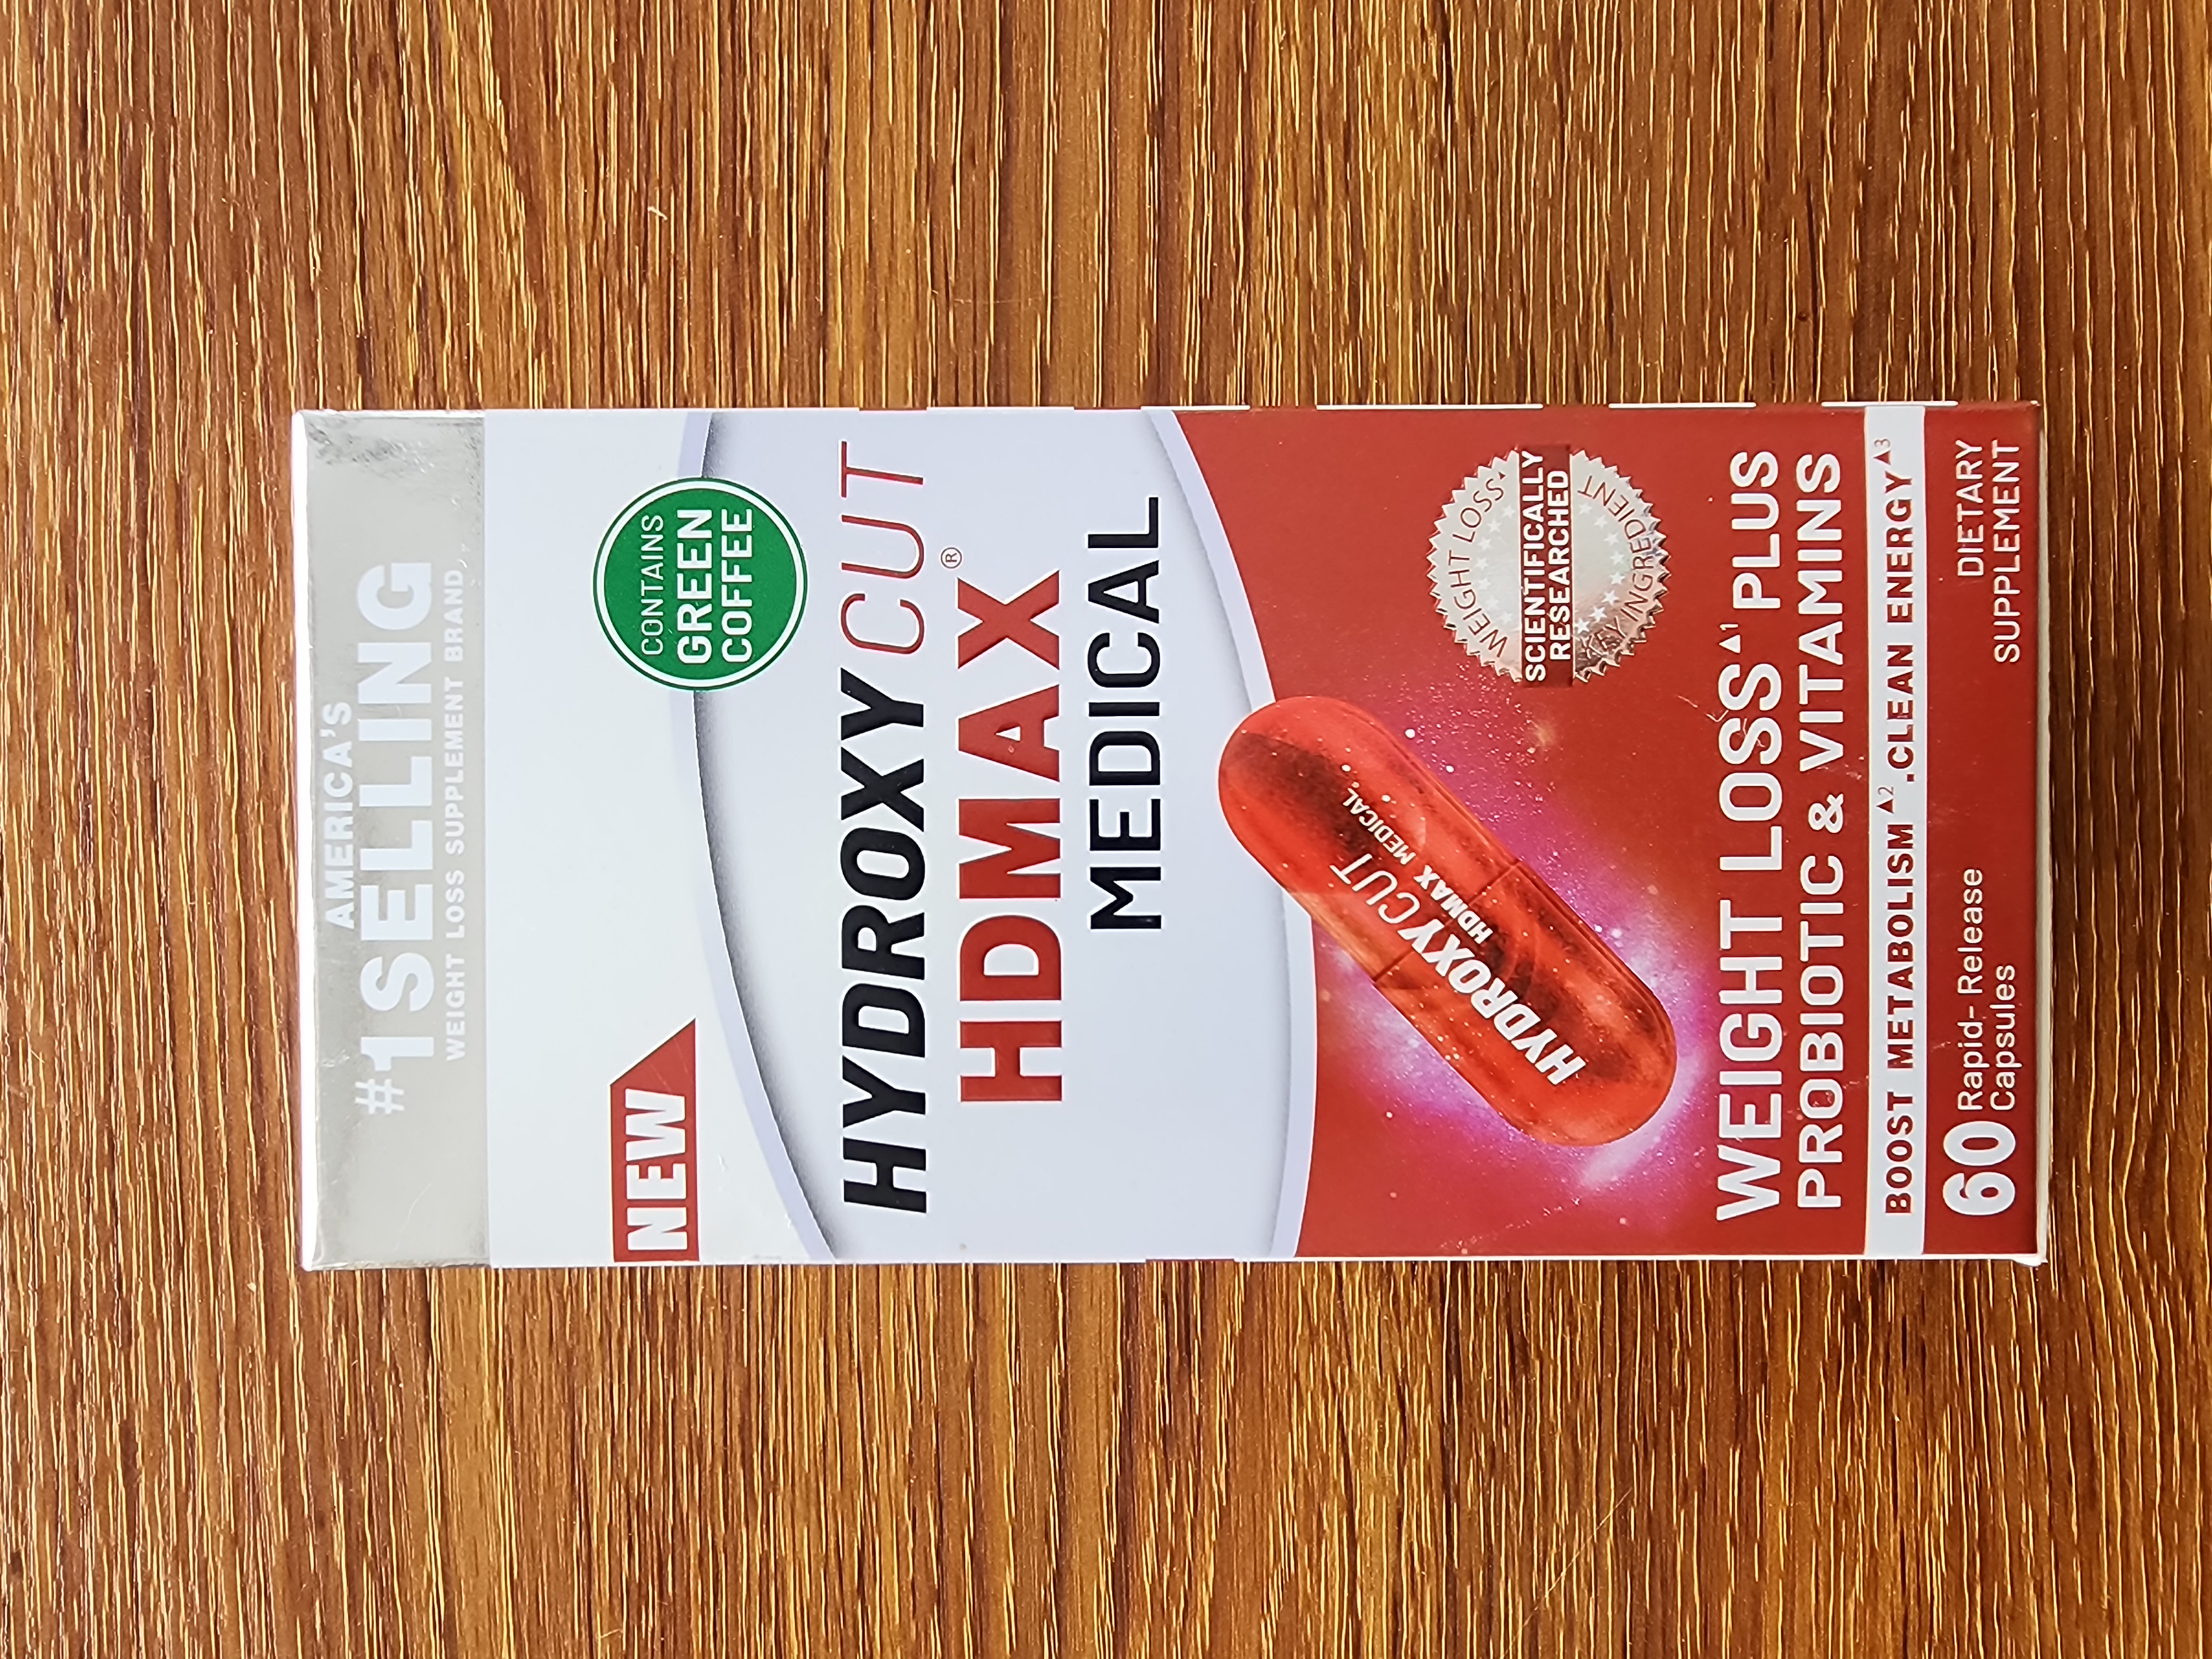 AMERICA'S
#1 SELLING
WEIGHT LOSS SUPPLEMENT BRAND.
NEW
CONTAINS
GREEN
COFFEE
HYDROXYCUT
HDMAX®
MEDICAL
HYDROXYCUT
HDMAX MEDICAL
WEIGHT LOSS
SCIENTIFICALLY
RESEARCHED
KEY INGREDIENT
WEIGHT LOSS▲1 PLUS
PROBIOTIC & VITAMINS
BOOST METABOLISM▲2.CLEAN ENERGY▲3
60 Rapid- Release
Capsules
DIETARY
SUPPLEMENT